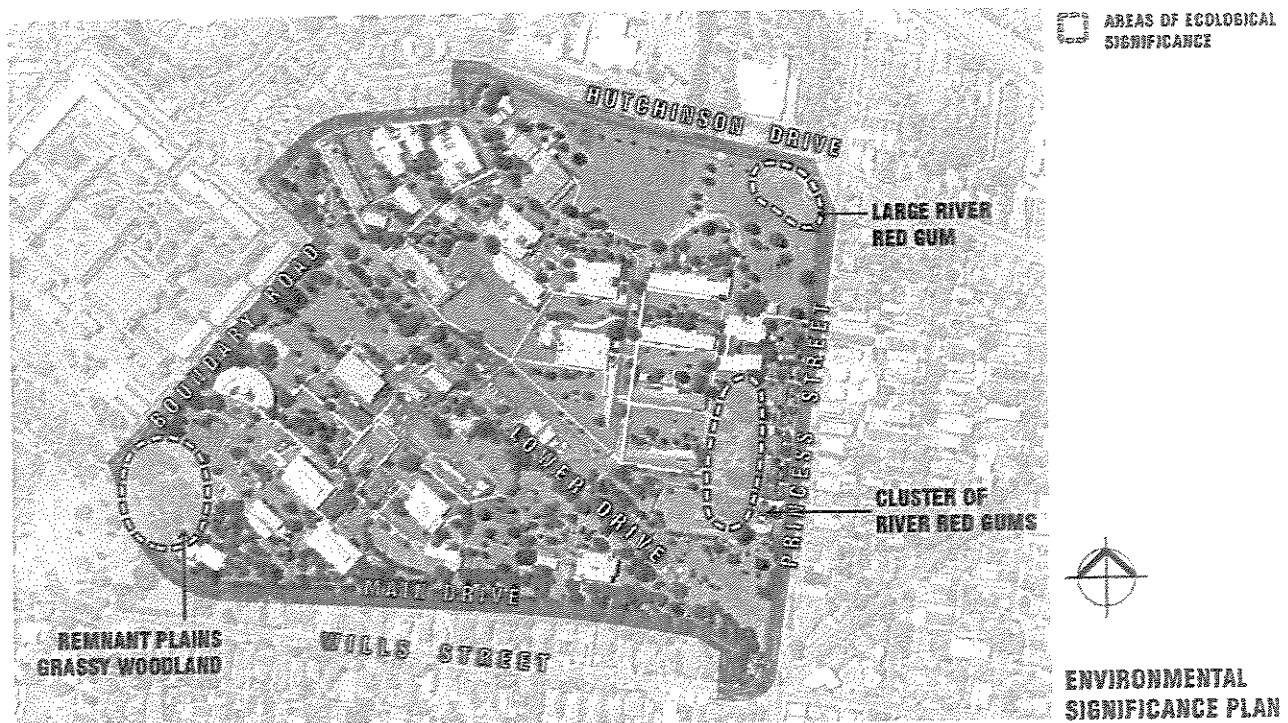 AREAS OF ECOLOGICAL
SIGNIFICANCE
HUTCHINSON DRIVE
LARGE RIVER
RED GUM
BOUNDARY ROAD
PRINCESS STREET
LOWER DRIVE
CLUSTER OF
RIVER RED GUMS
MAIN DRIVE
WILLS STREET
REMNANT PLAINS
GRASSY WOODLAND
ENVIRONMENTAL
SIGNIFICANCE PLAN